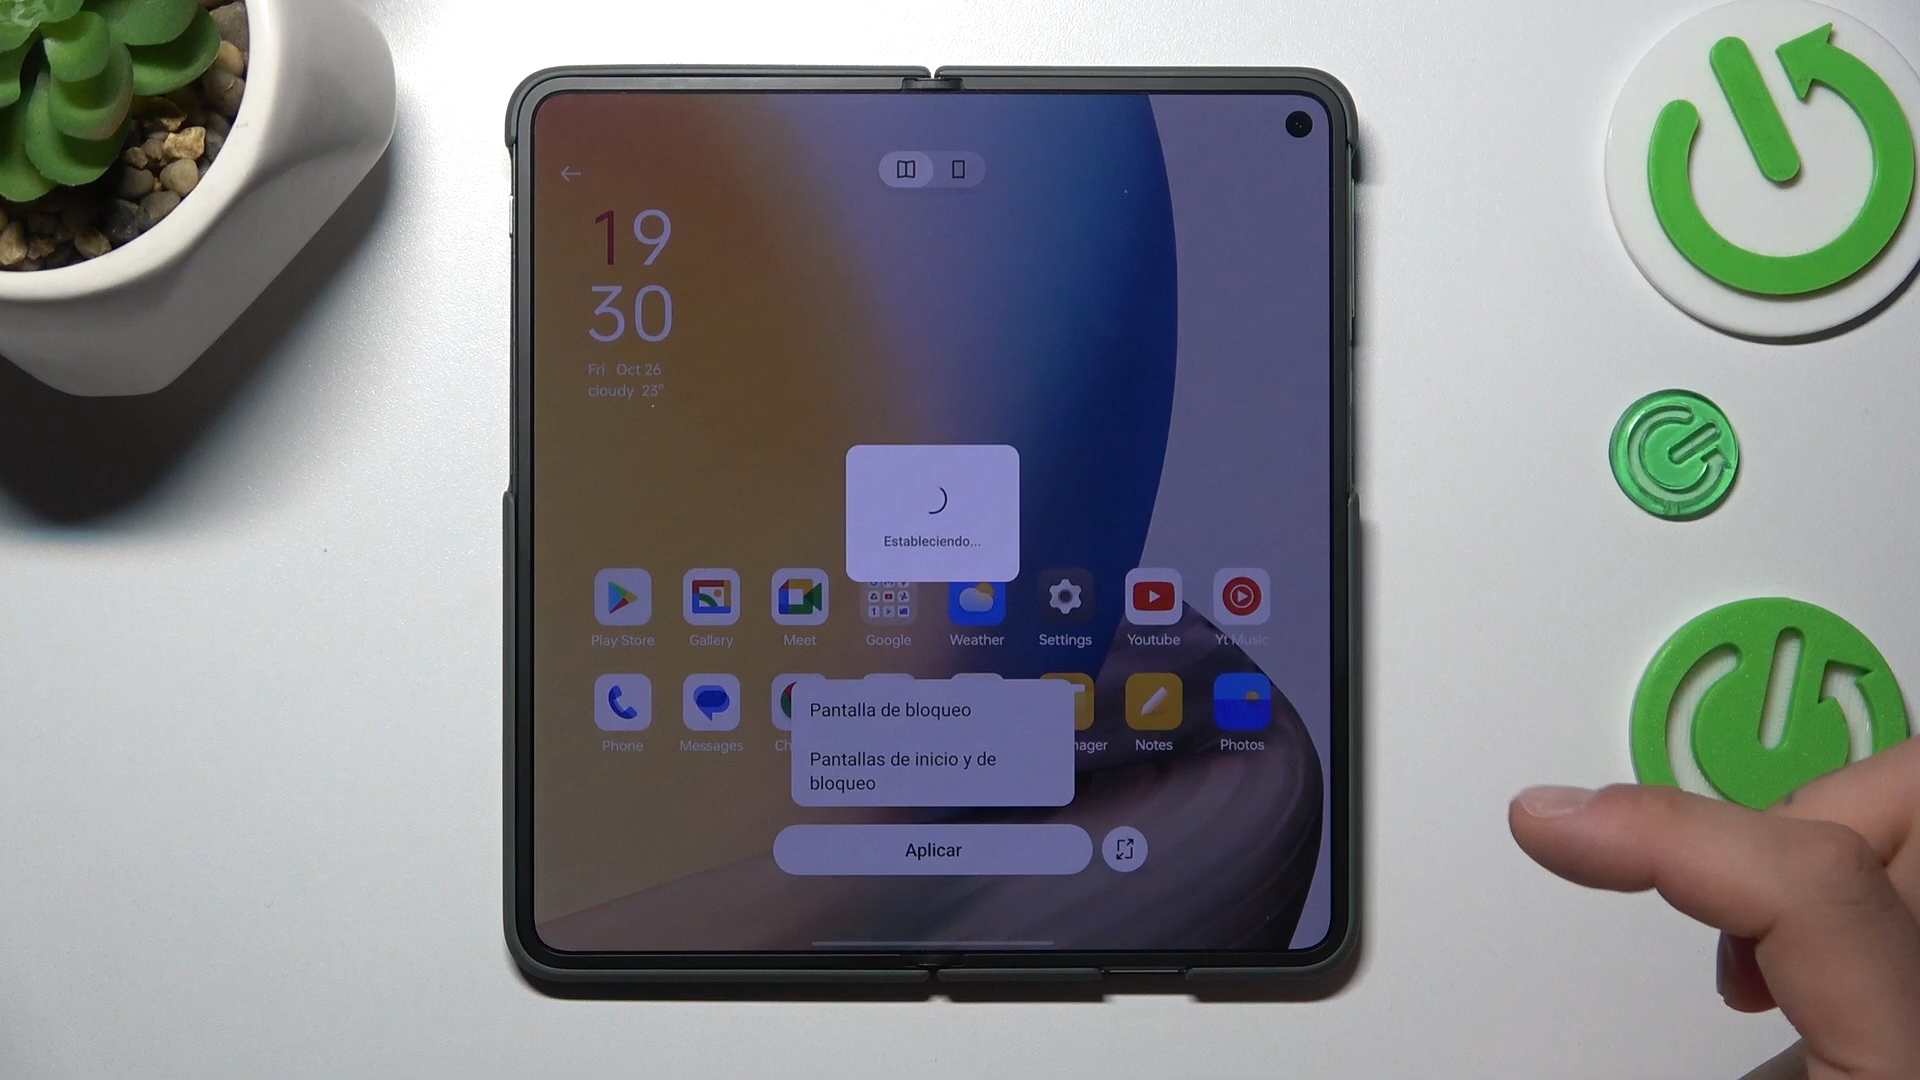 19
30
Fri Oct 26
cloudy 23°
Estableciendo...
Play Store Gallery Meet Google Weather Settings Youtube Yt Music
Phone Messages Notes Photos
Pantalla de bloqueo
Pantallas de inicio y de
bloqueo
Aplicar